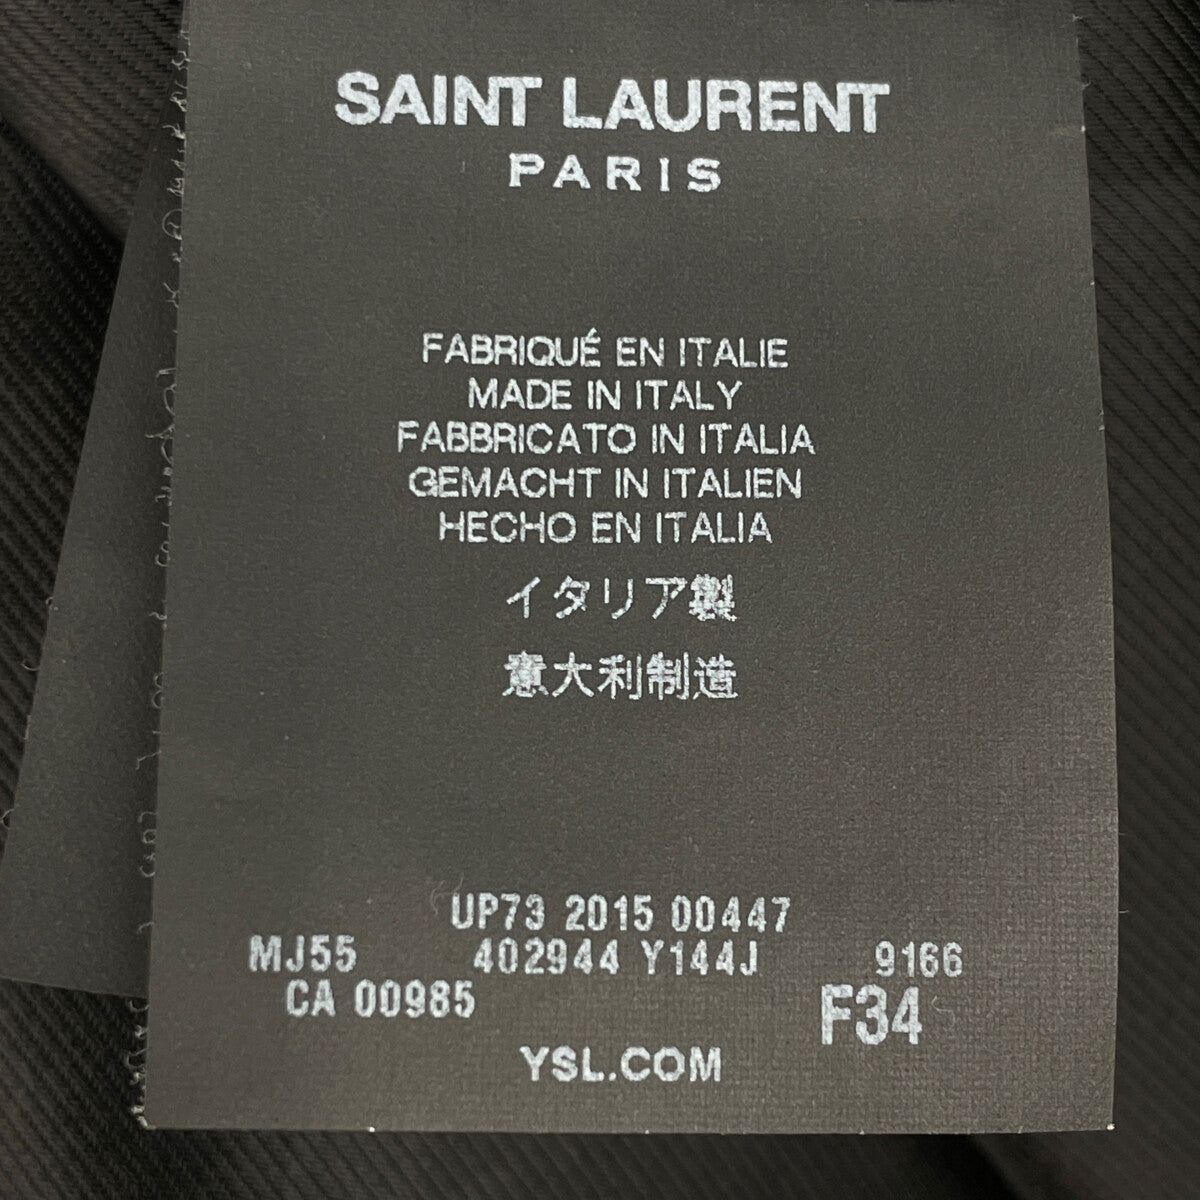 SAINT LAURENT
PARIS
FABRIQUÉ EN ITALIE
MADE IN ITALY
FABBRICATO IN ITALIA
GEMACHT IN ITALIEN
HECHO EN ITALIA
イタリア製
意大利制造
UP73 2015 00447
MJ55 402944 Y144J 9166
CA 00985 F34
YSL.COM